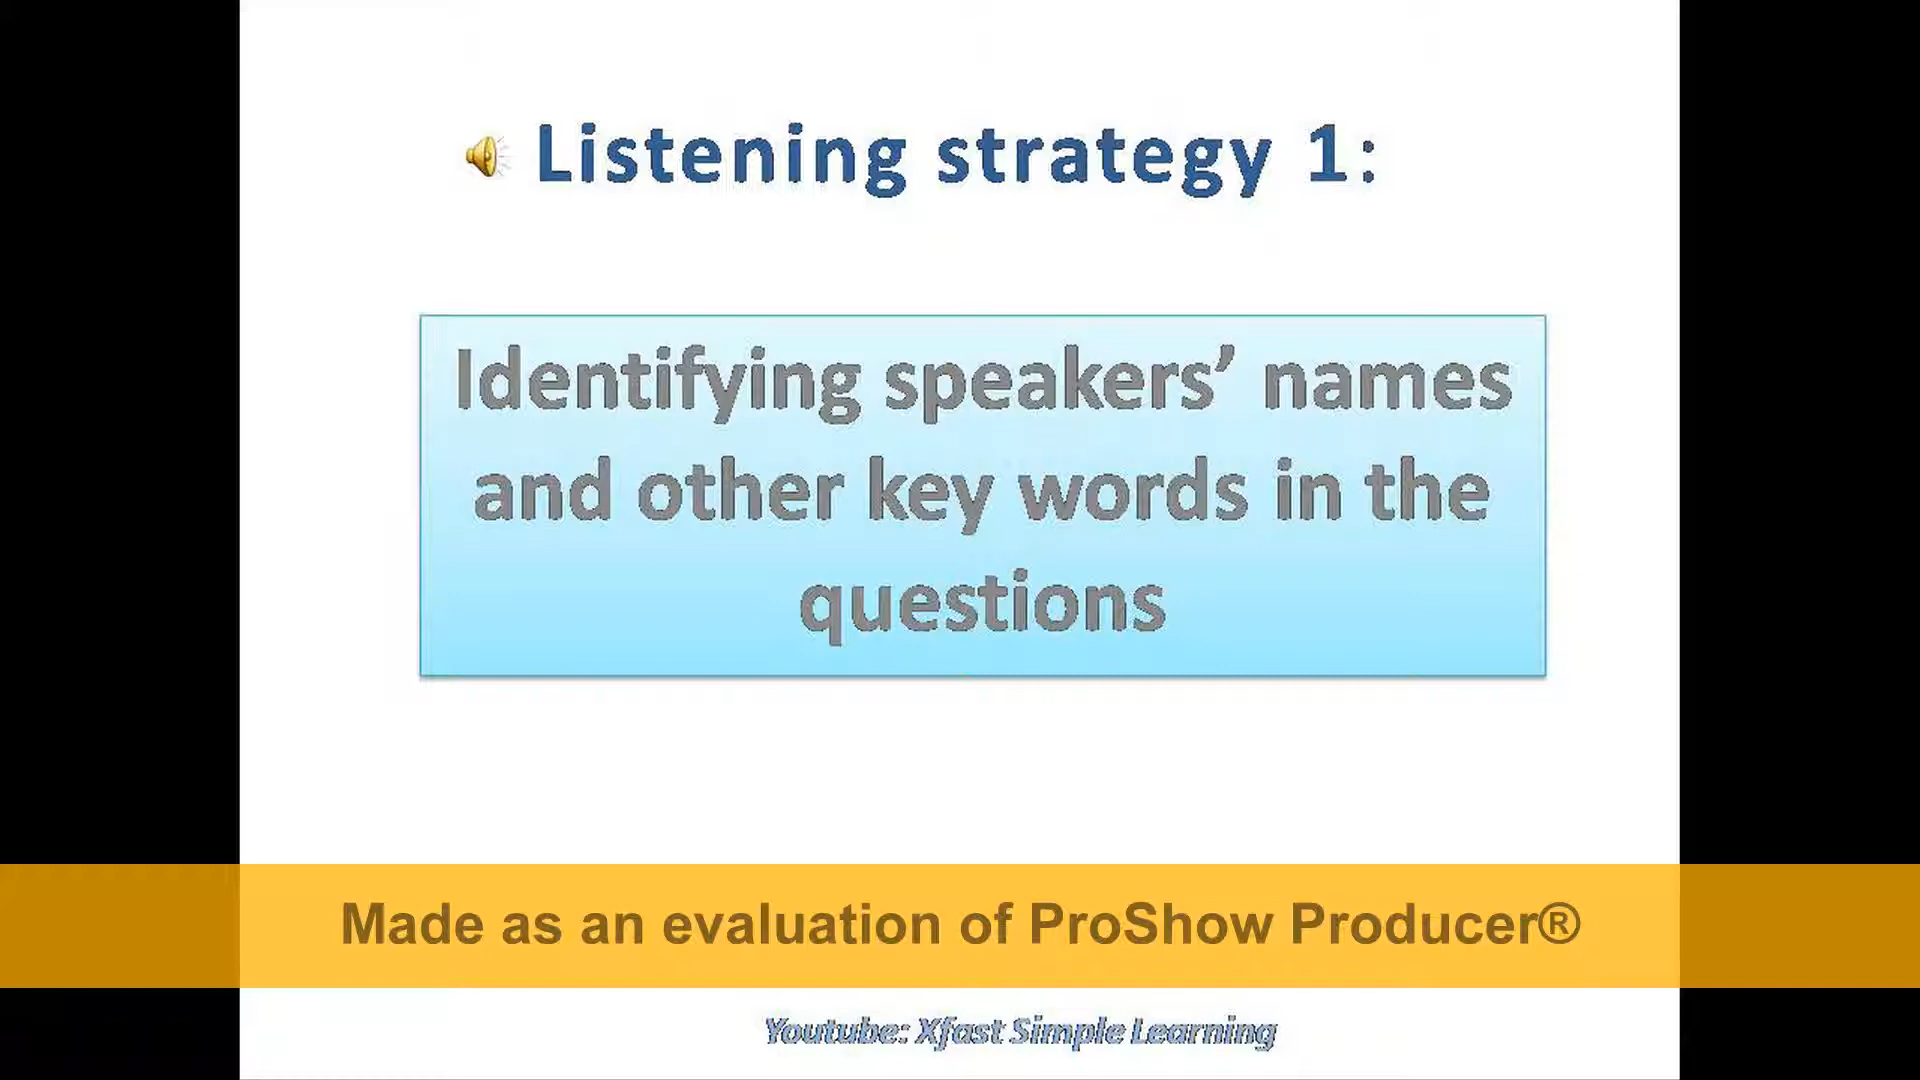 Listening strategy 1:
Identifying speakers’ names
and other key words in the
questions
Made as an evaluation of ProShow Producer®
Youtube: Xfast Simple Learning